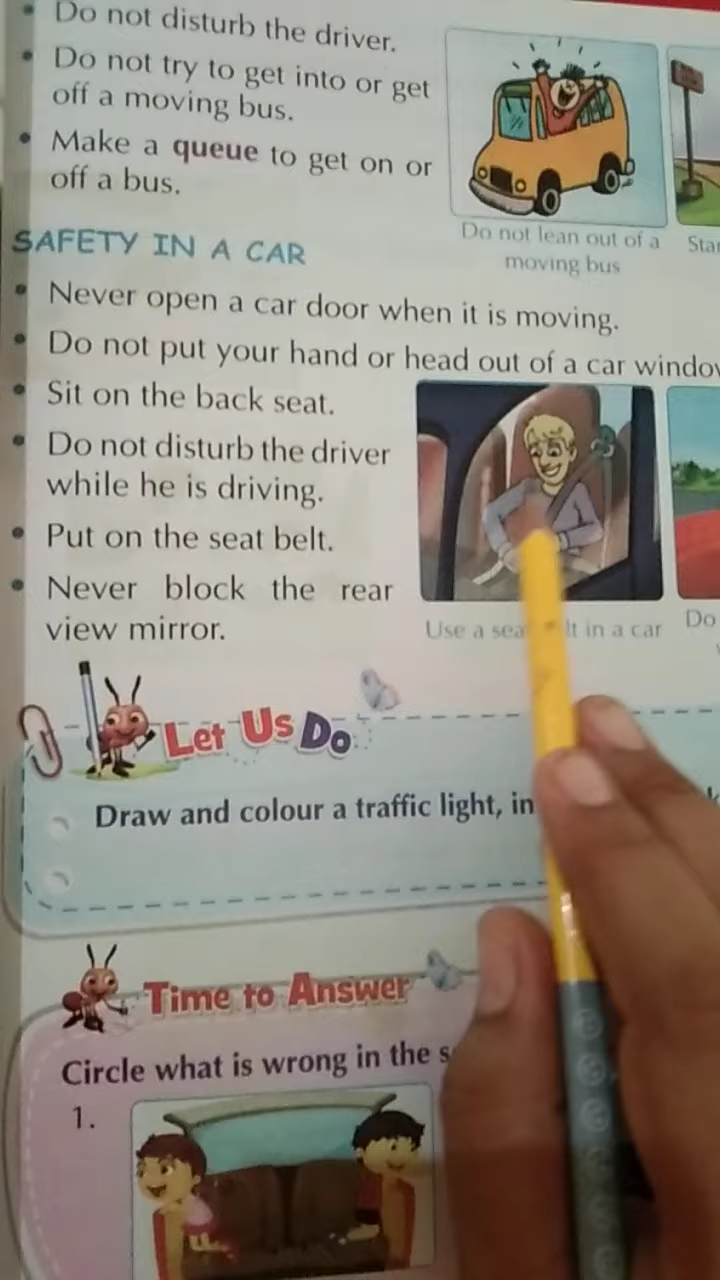 Do not disturb the driver.
Do not try to get into or get
off a moving bus.
Make a queue to get on or
off a bus.
Do not lean out of a
moving bus
SAFETY IN A CAR
Never open a car door when it is moving.
Do not put your hand or head out of a car
Sit on the back seat.
Do not disturb the driver
while he is driving.
Put on the seat belt.
Never block the rear
view mirror.
Use a in a car
Do
Let Us Do
Draw and colour a traffic light, in
Time to Answer
Circle what is wrong in the
1.